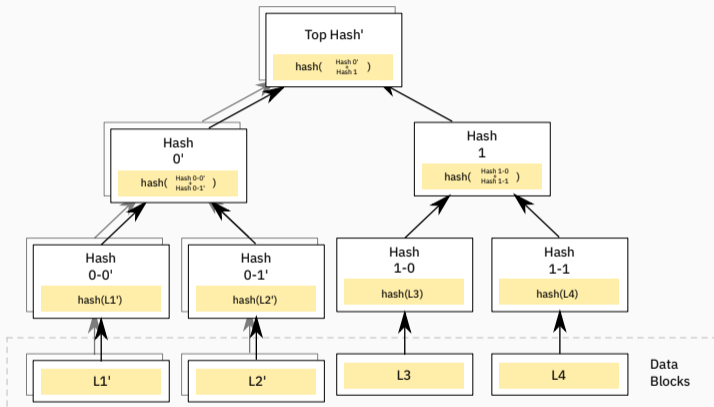 Top Hash'
hash( Hash 0' + Hash 1 )
Hash
0'
hash( Hash 0-0' + Hash 0-1' )
Hash
1
hash( Hash 1-0 + Hash 1-1 )
Hash
0-0'
hash(L1')
Hash
0-1'
hash(L2')
Hash
1-0
hash(L3)
Hash
1-1
hash(L4)
L1'
L2'
L3
L4
Data
Blocks